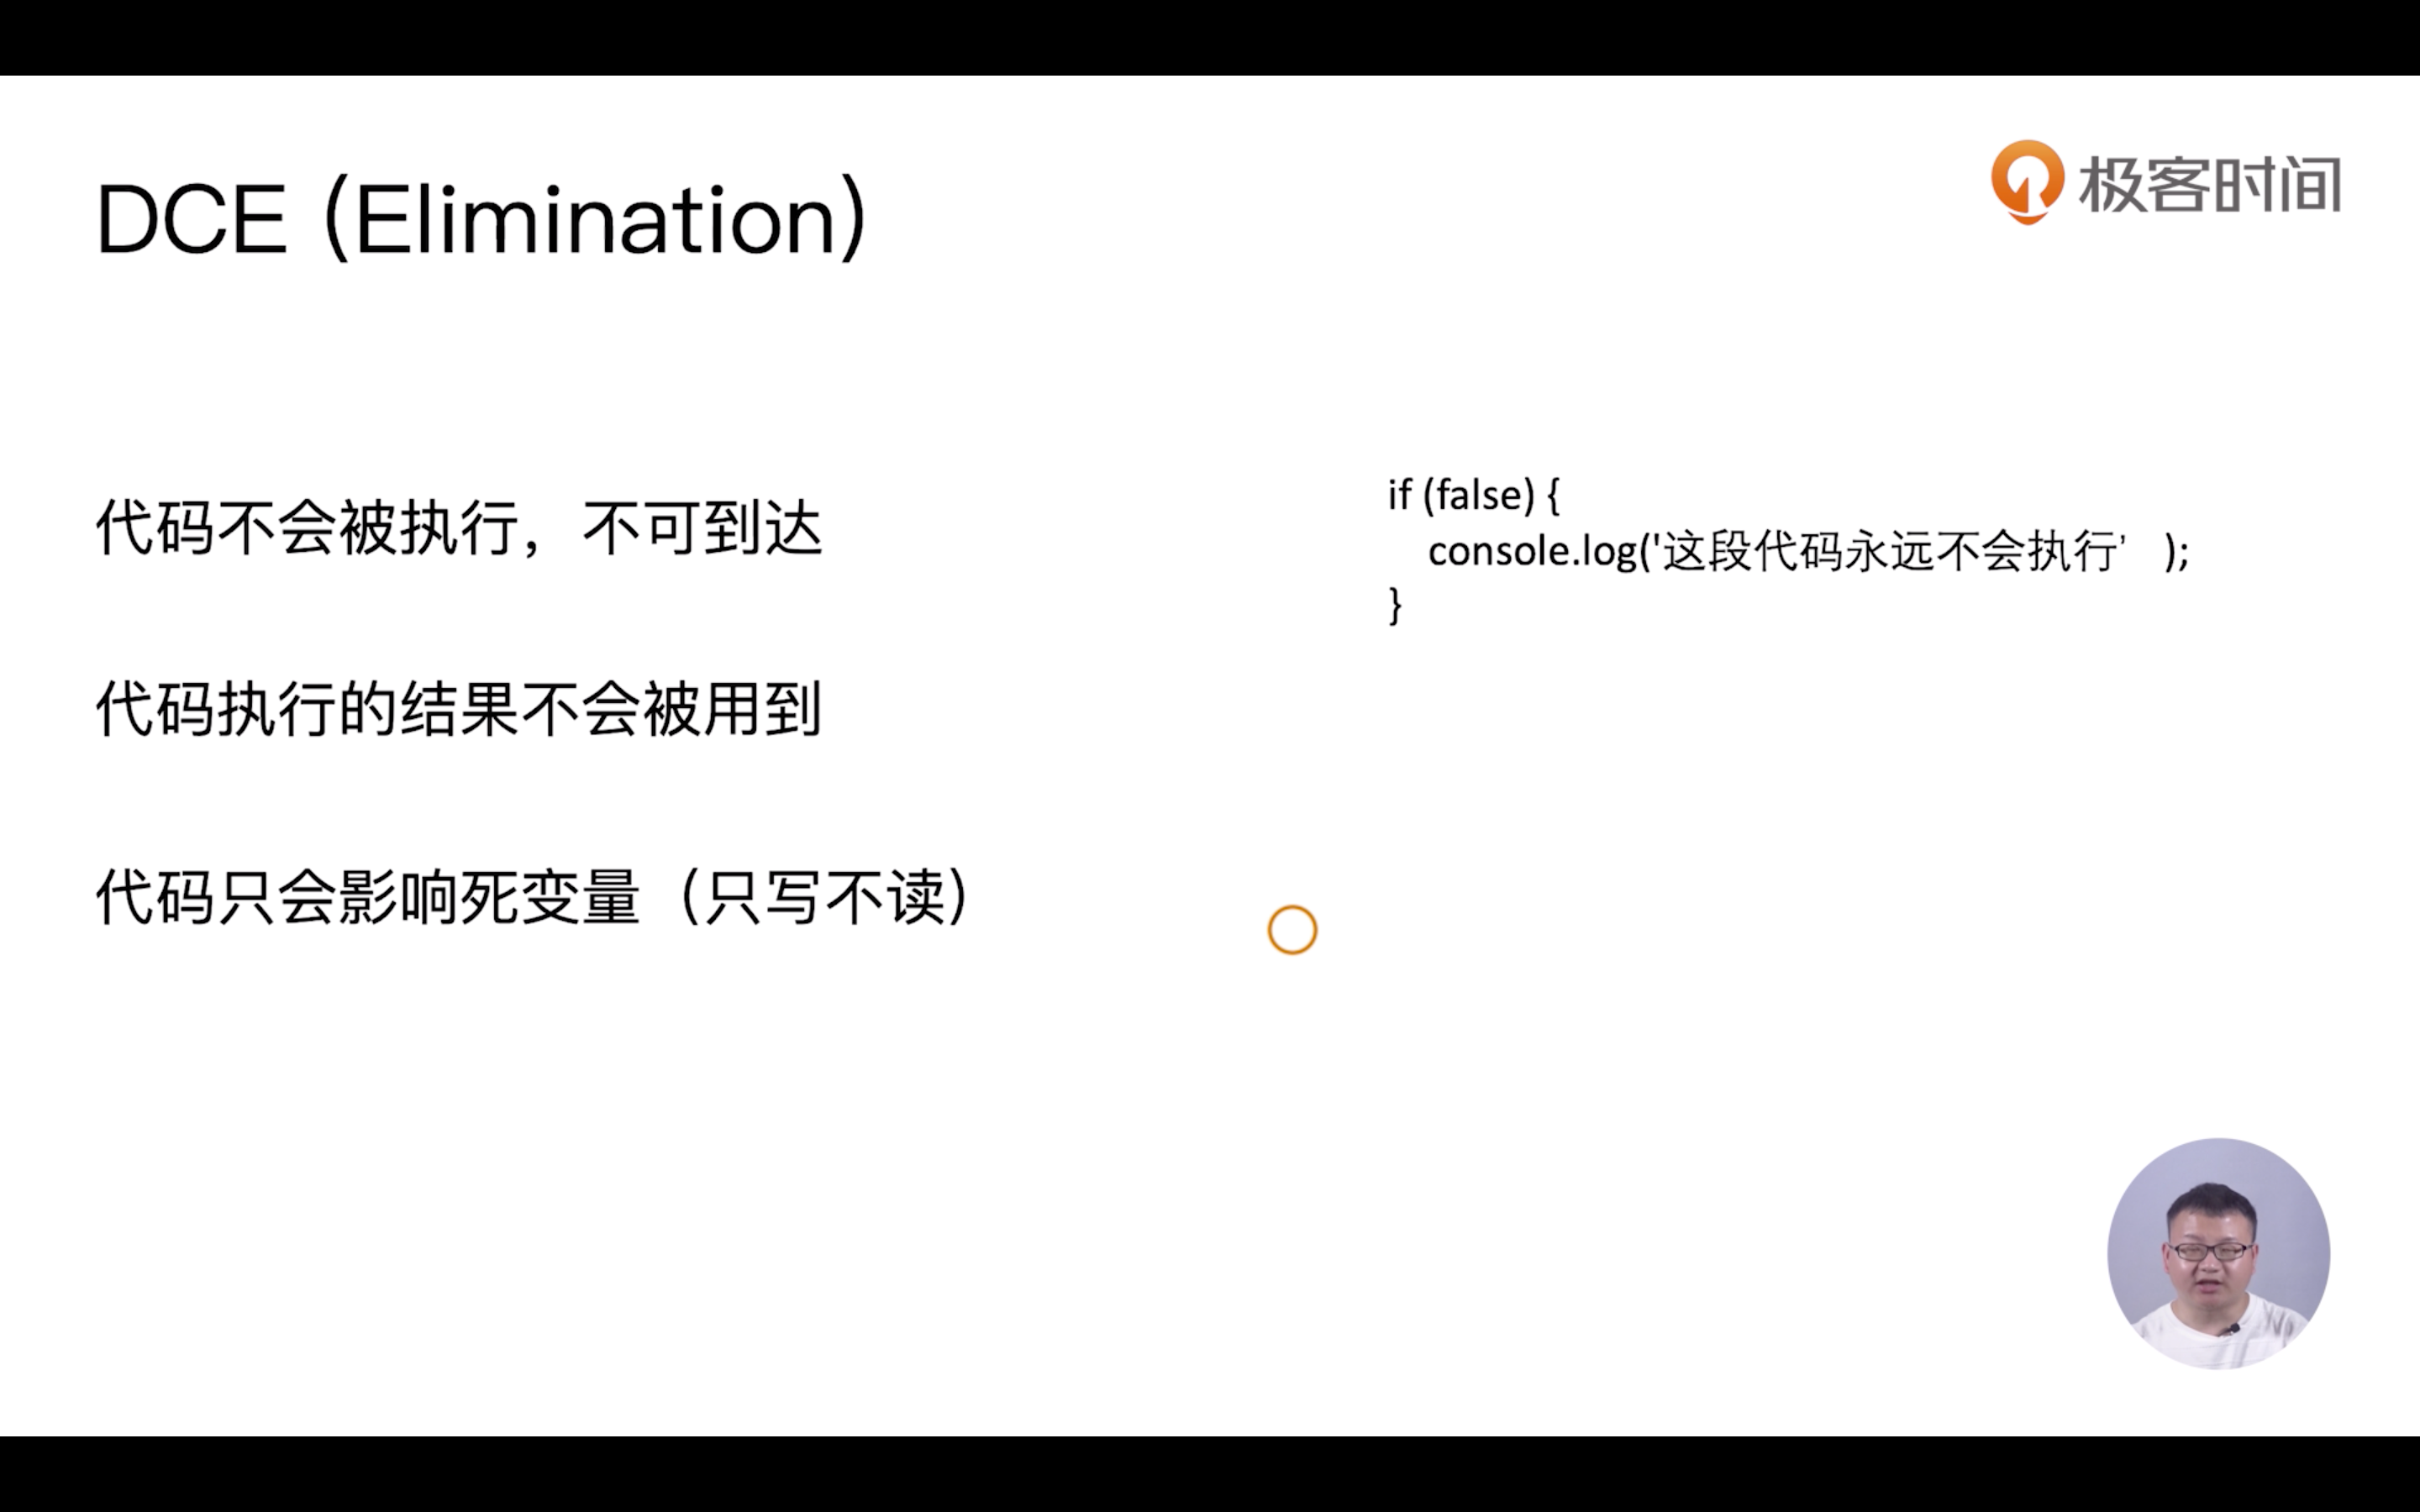 DCE (Elimination)
极客时间
代码不会被执行，不可到达
代码执行的结果不会被用到
代码只会影响死变量（只写不读）
if (false) {
console.log('这段代码永远不会执行’ );
}